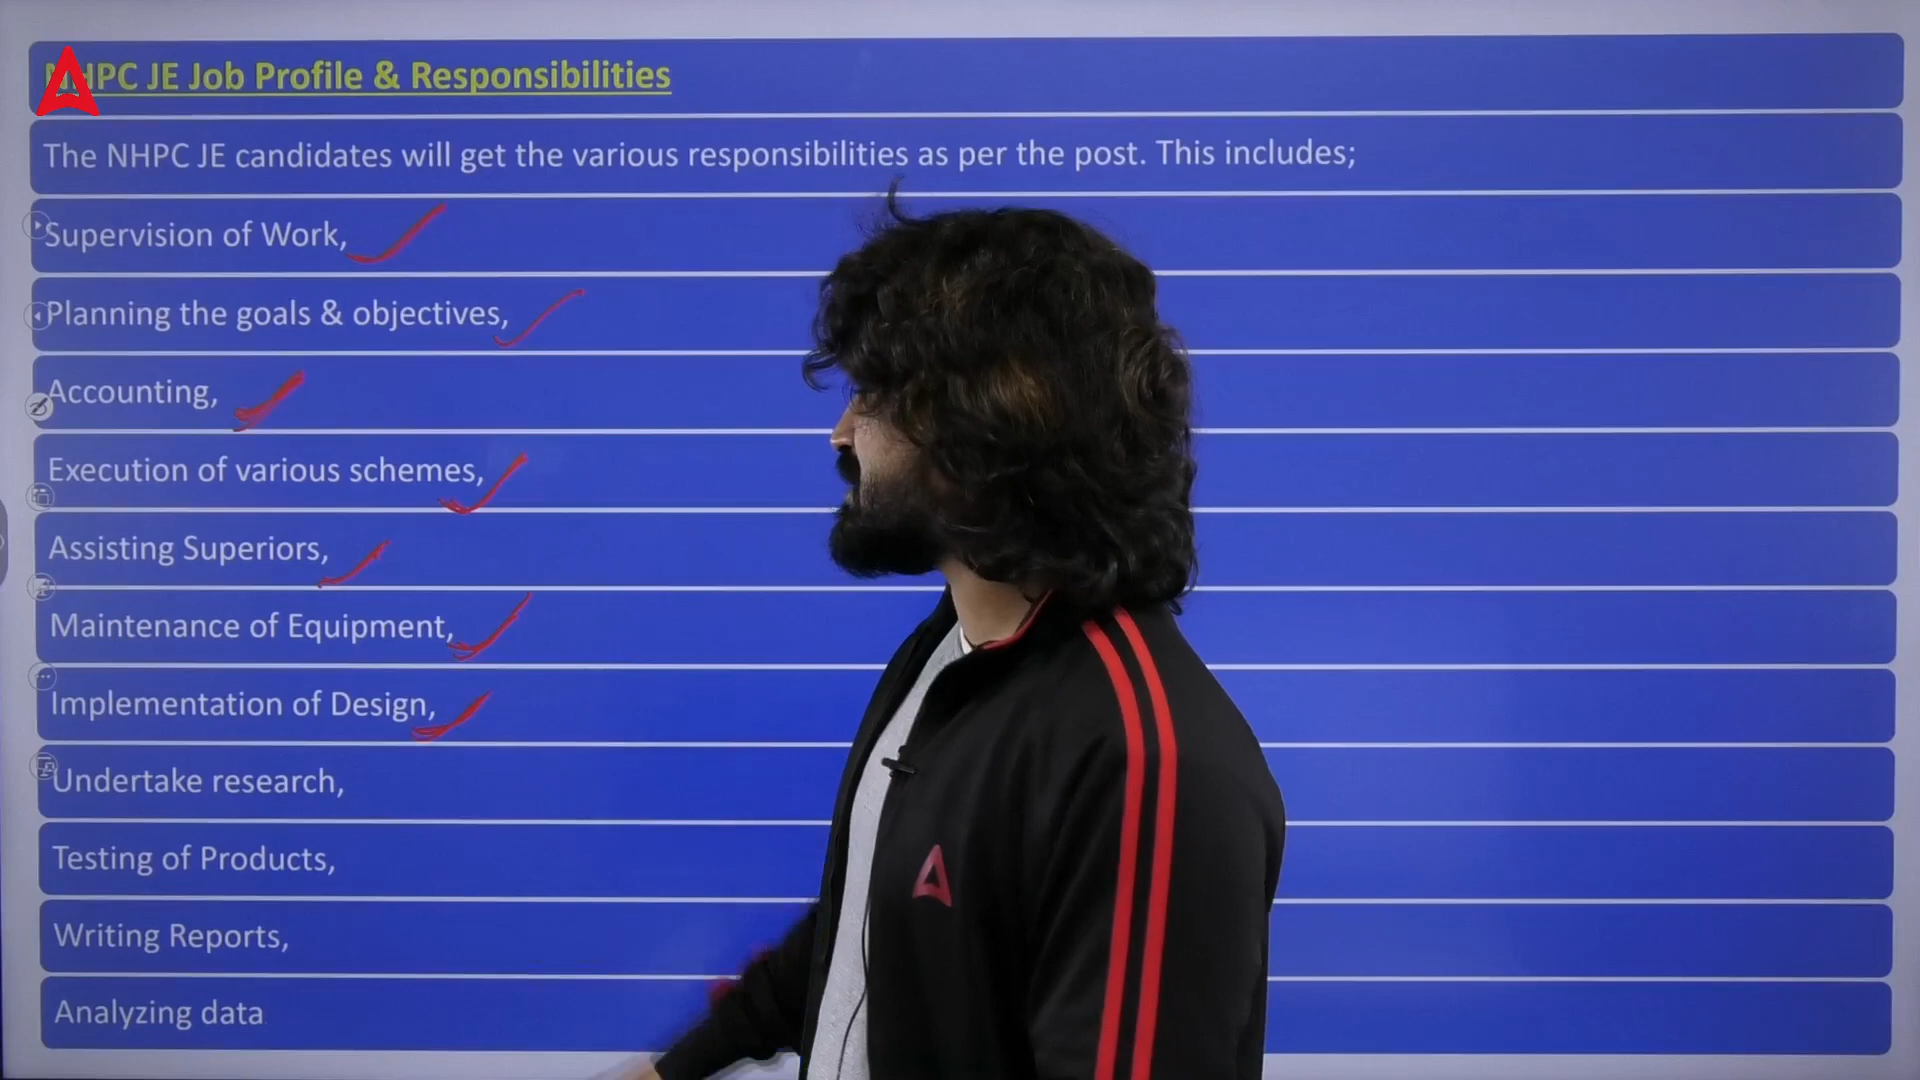 NHPC JE Job Profile & Responsibilities
The NHPC JE candidates will get the various responsibilities as per the post. This includes;
Supervision of Work,
Planning the goals & objectives,
Accounting,
Execution of various schemes,
Assisting Superiors,
Maintenance of Equipment,
Implementation of Design,
Undertake research,
Testing of Products,
Writing Reports,
Analyzing data